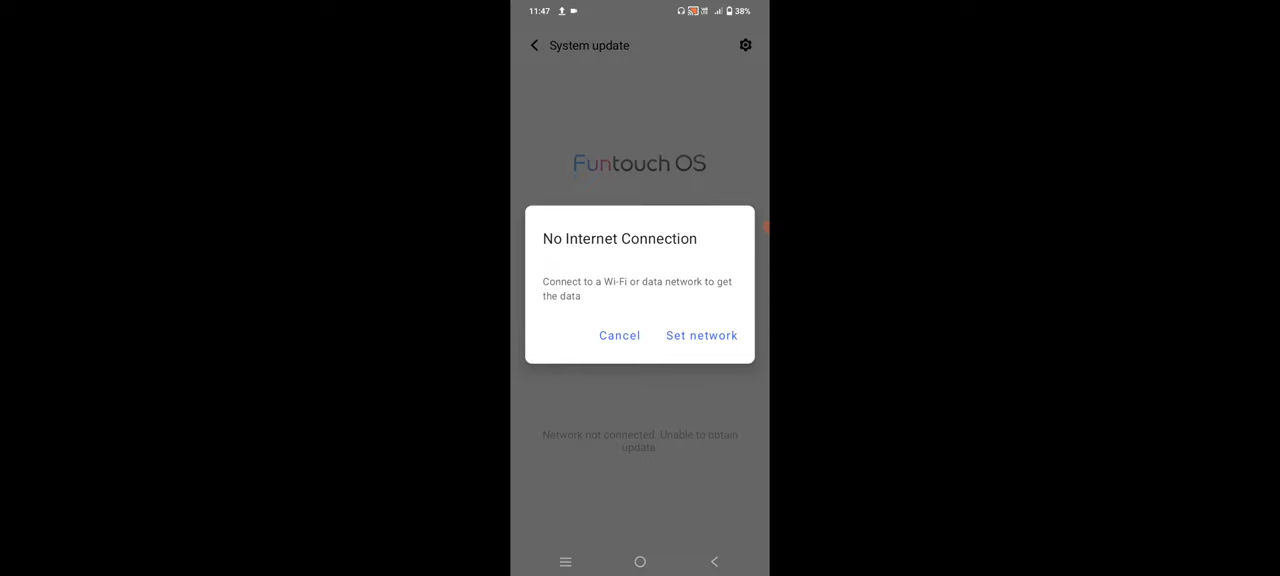 11:47 38%
System update
Funtouch OS
No Internet Connection
Connect to a Wi-Fi or data network to get
the data
Cancel Set network
Network not connected. Unable to obtain
update